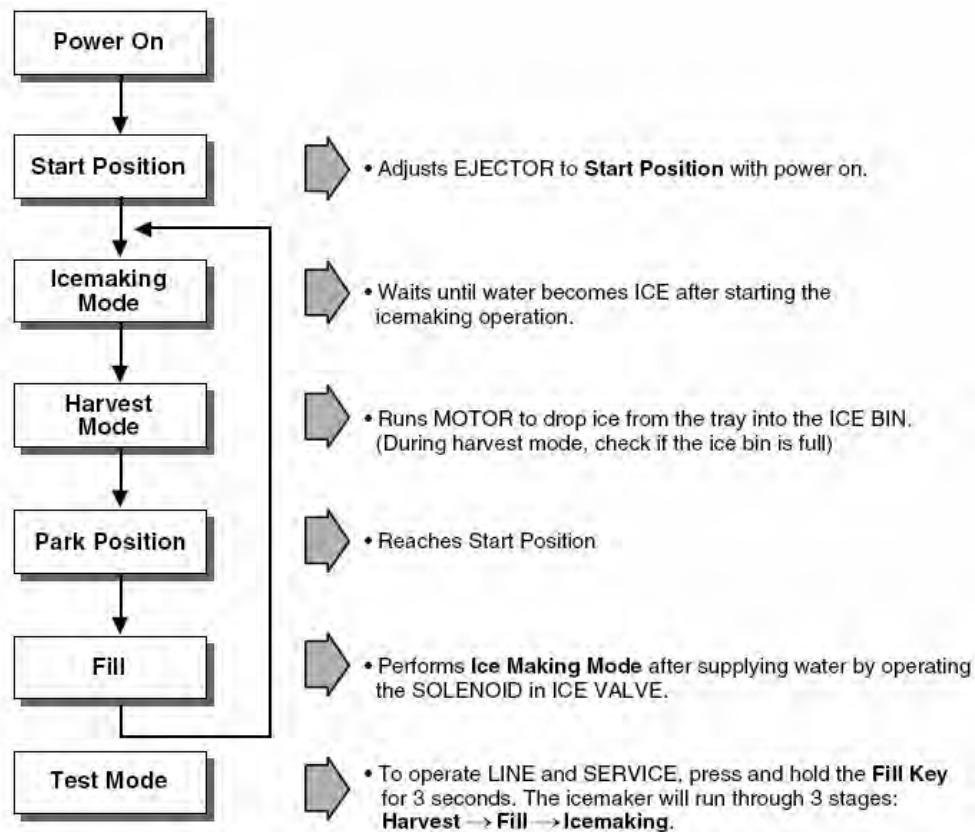 Power On
Start Position
• Adjusts EJECTOR to Start Position with power on.
Icemaking
Mode
• Waits until water becomes ICE after starting the
icemaking operation.
Harvest
Mode
• Runs MOTOR to drop ice from the tray into the ICE BIN.
(During harvest mode, check if the ice bin is full)
Park Position
• Reaches Start Position
Fill
• Performs Ice Making Mode after supplying water by operating
the SOLENOID in ICE VALVE.
Test Mode
• To operate LINE and SERVICE, press and hold the Fill Key
for 3 seconds. The icemaker will run through 3 stages:
Harvest → Fill → Icemaking.